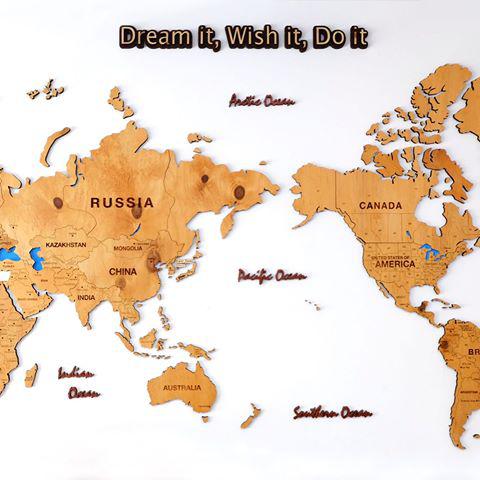 Dream it, Wish it, Do it
Arctic Ocean
RUSSIA
CANADA
KAZAKHSTAN
MONGOLIA
UNITED STATES OF
AMERICA
CHINA
Pacific Ocean
INDIA
BR
Indian
Ocean
AUSTRALIA
Southern Ocean